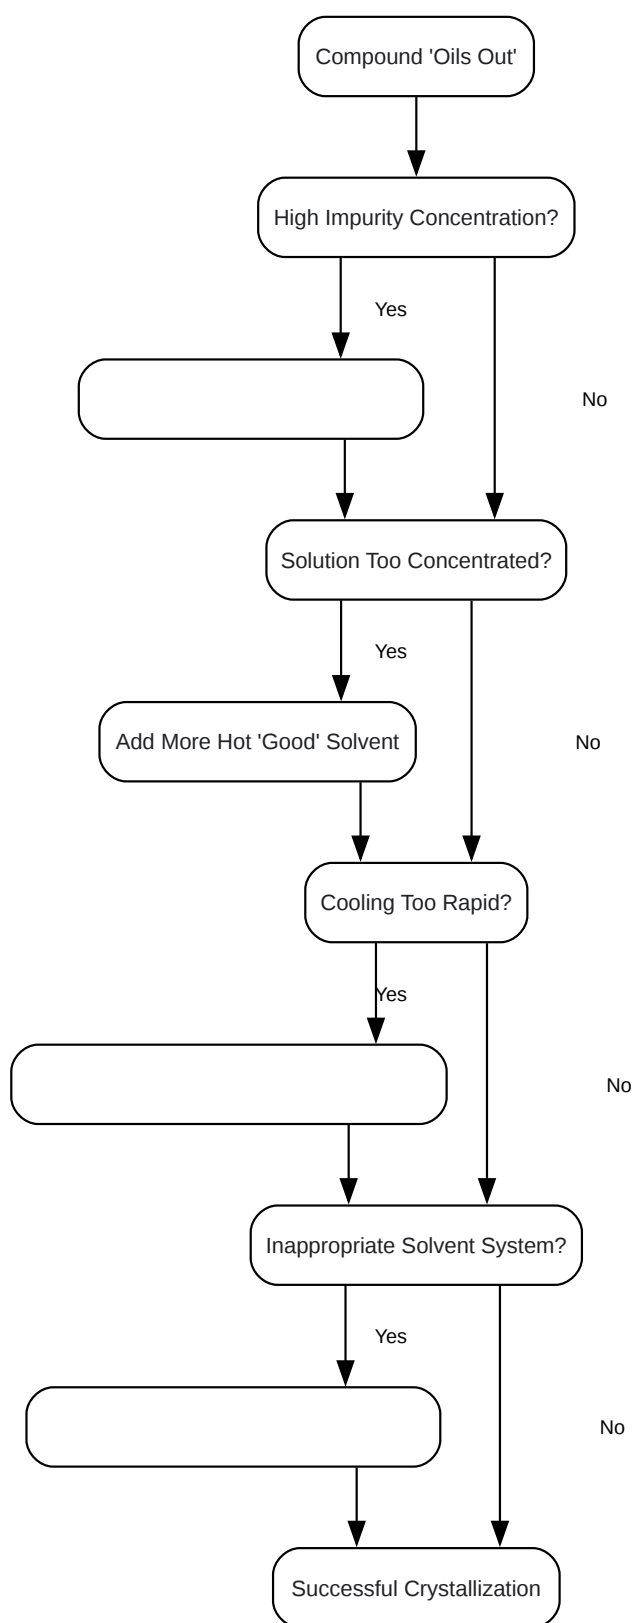 Compound 'Oils Out'
High Impurity Concentration?
Yes
No
Solution Too Concentrated?
Yes
Add More Hot 'Good' Solvent
No
Cooling Too Rapid?
Yes
No
Inappropriate Solvent System?
Yes
No
Successful Crystallization